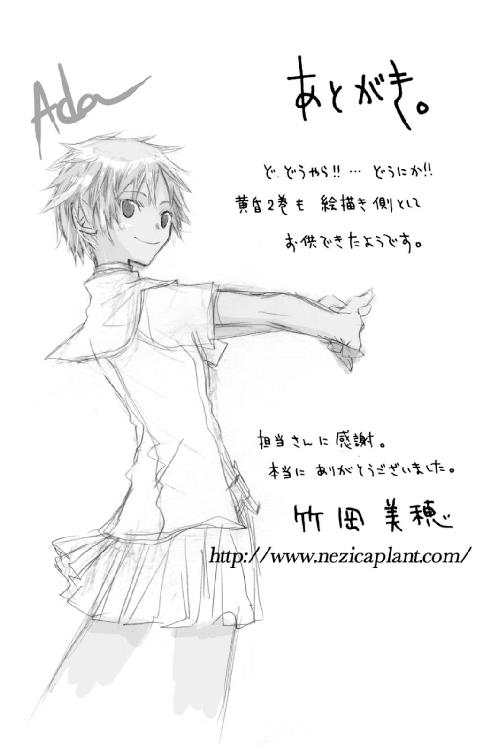 Ada
あとがき。
ど、どうやら!! … どうにか!!
黄昏2巻も 絵描き側として
お供できたようです。
担当さんに感謝。
本当に ありがとうございました。
竹岡美穂
http://www.nezicaplant.com/